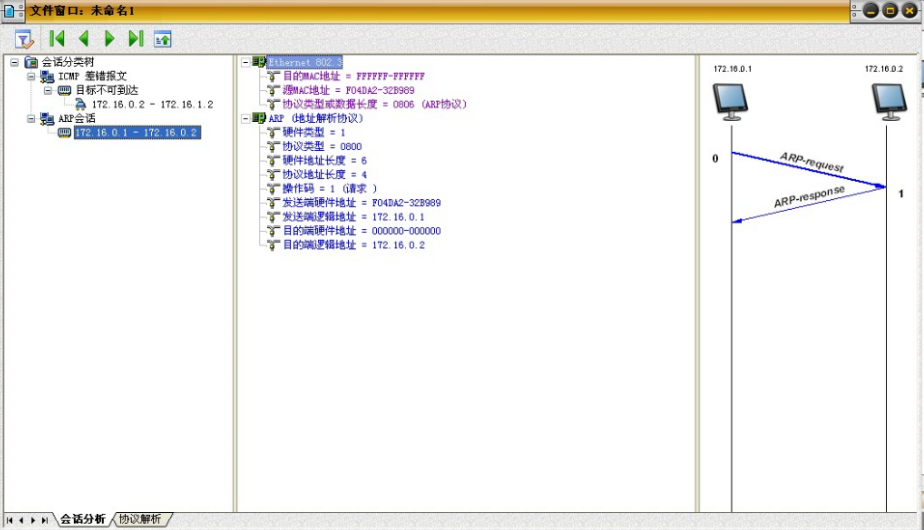 文件窗口：未命名1
会话分类树
ICMP 差错报文
目标不可到达
172.16.0.2 - 172.16.1.2
ARP会话
172.16.0.1 - 172.16.0.2
Ethernet 802.3
目的MAC地址 = FFFFFF-FFFFFF
源MAC地址 = F04DA2-32B989
协议类型或数据长度 = 0806 (ARP协议)
ARP (地址解析协议)
硬件类型 = 1
协议类型 = 0800
硬件地址长度 = 6
协议地址长度 = 4
操作码 = 1 (请求 )
发送端硬件地址 = F04DA2-32B989
发送端逻辑地址 = 172.16.0.1
目的端硬件地址 = 000000-000000
目的端逻辑地址 = 172.16.0.2
172.16.0.1
172.16.0.2
0
ARP-request
1
ARP-response
会话分析
协议解析